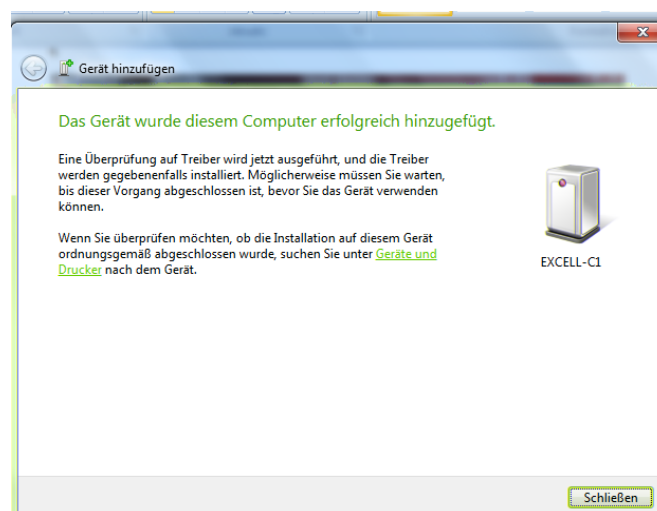 Gerät hinzufügen
Das Gerät wurde diesem Computer erfolgreich hinzugefügt.
Eine Überprüfung auf Treiber wird jetzt ausgeführt, und die Treiber
werden gegebenenfalls installiert. Möglicherweise müssen Sie warten,
bis dieser Vorgang abgeschlossen ist, bevor Sie das Gerät verwenden
können.
Wenn Sie überprüfen möchten, ob die Installation auf diesem Gerät
ordnungsgemäß abgeschlossen wurde, suchen Sie unter Geräte und
Drucker nach dem Gerät.
EXCELL-C1
Schließen